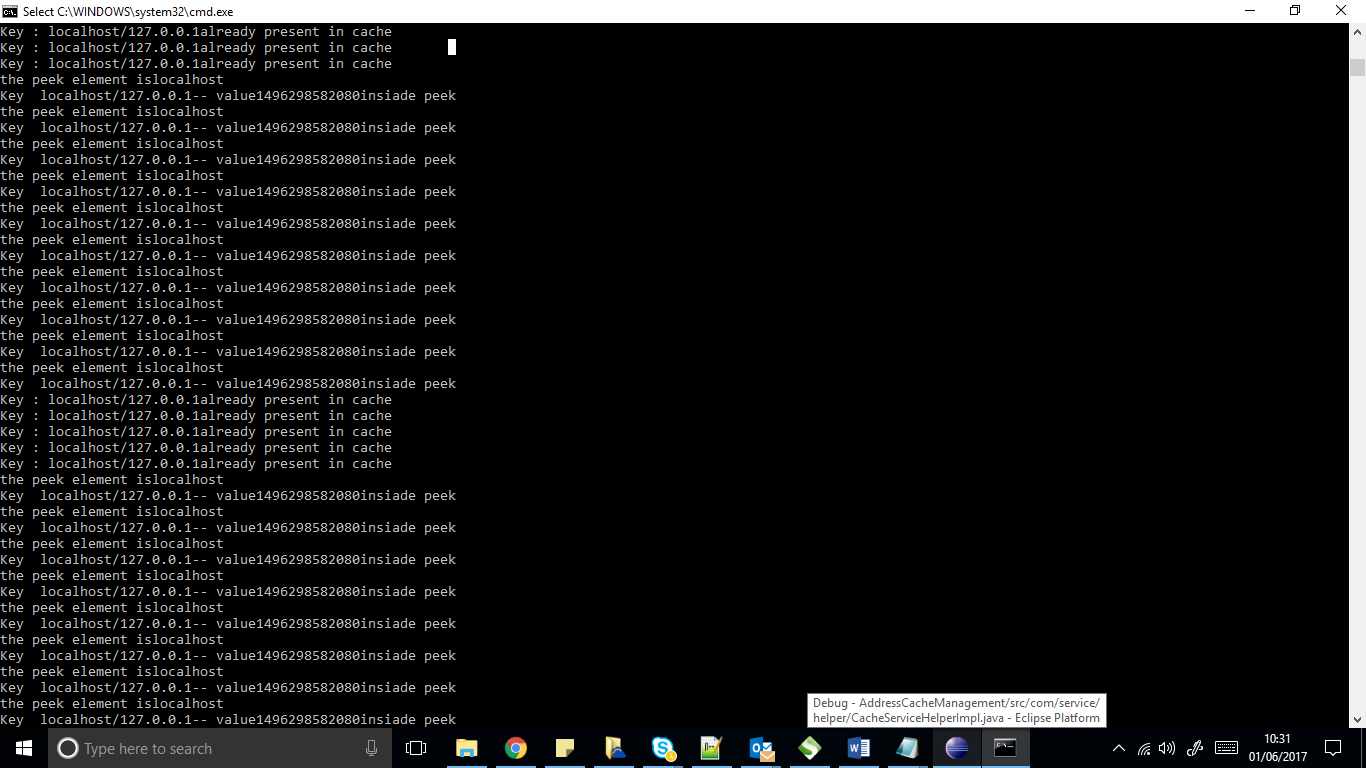 Select C:\WINDOWS\system32\cmd.exe
Key : localhost/127.0.0.1already present in cache
Key : localhost/127.0.0.1already present in cache
Key : localhost/127.0.0.1already present in cache
the peek element islocalhost
Key  localhost/127.0.0.1-- value1496298582080insiade peek
the peek element islocalhost
Key  localhost/127.0.0.1-- value1496298582080insiade peek
the peek element islocalhost
Key  localhost/127.0.0.1-- value1496298582080insiade peek
the peek element islocalhost
Key  localhost/127.0.0.1-- value1496298582080insiade peek
the peek element islocalhost
Key  localhost/127.0.0.1-- value1496298582080insiade peek
the peek element islocalhost
Key  localhost/127.0.0.1-- value1496298582080insiade peek
the peek element islocalhost
Key  localhost/127.0.0.1-- value1496298582080insiade peek
the peek element islocalhost
Key  localhost/127.0.0.1-- value1496298582080insiade peek
the peek element islocalhost
Key  localhost/127.0.0.1-- value1496298582080insiade peek
the peek element islocalhost
Key  localhost/127.0.0.1-- value1496298582080insiade peek
Key : localhost/127.0.0.1already present in cache
Key : localhost/127.0.0.1already present in cache
Key : localhost/127.0.0.1already present in cache
Key : localhost/127.0.0.1already present in cache
Key : localhost/127.0.0.1already present in cache
the peek element islocalhost
Key  localhost/127.0.0.1-- value1496298582080insiade peek
the peek element islocalhost
Key  localhost/127.0.0.1-- value1496298582080insiade peek
the peek element islocalhost
Key  localhost/127.0.0.1-- value1496298582080insiade peek
the peek element islocalhost
Key  localhost/127.0.0.1-- value1496298582080insiade peek
the peek element islocalhost
Key  localhost/127.0.0.1-- value1496298582080insiade peek
the peek element islocalhost
Key  localhost/127.0.0.1-- value1496298582080insiade peek
the peek element islocalhost
Key  localhost/127.0.0.1-- value1496298582080insiade peek
the peek element islocalhost
Key  localhost/127.0.0.1-- value1496298582080insiade peek
Debug - AddressCacheManagement/src/com/service/
helper/CacheServiceHelperImpl.java - Eclipse Platform
Type here to search
10:31
01/06/2017